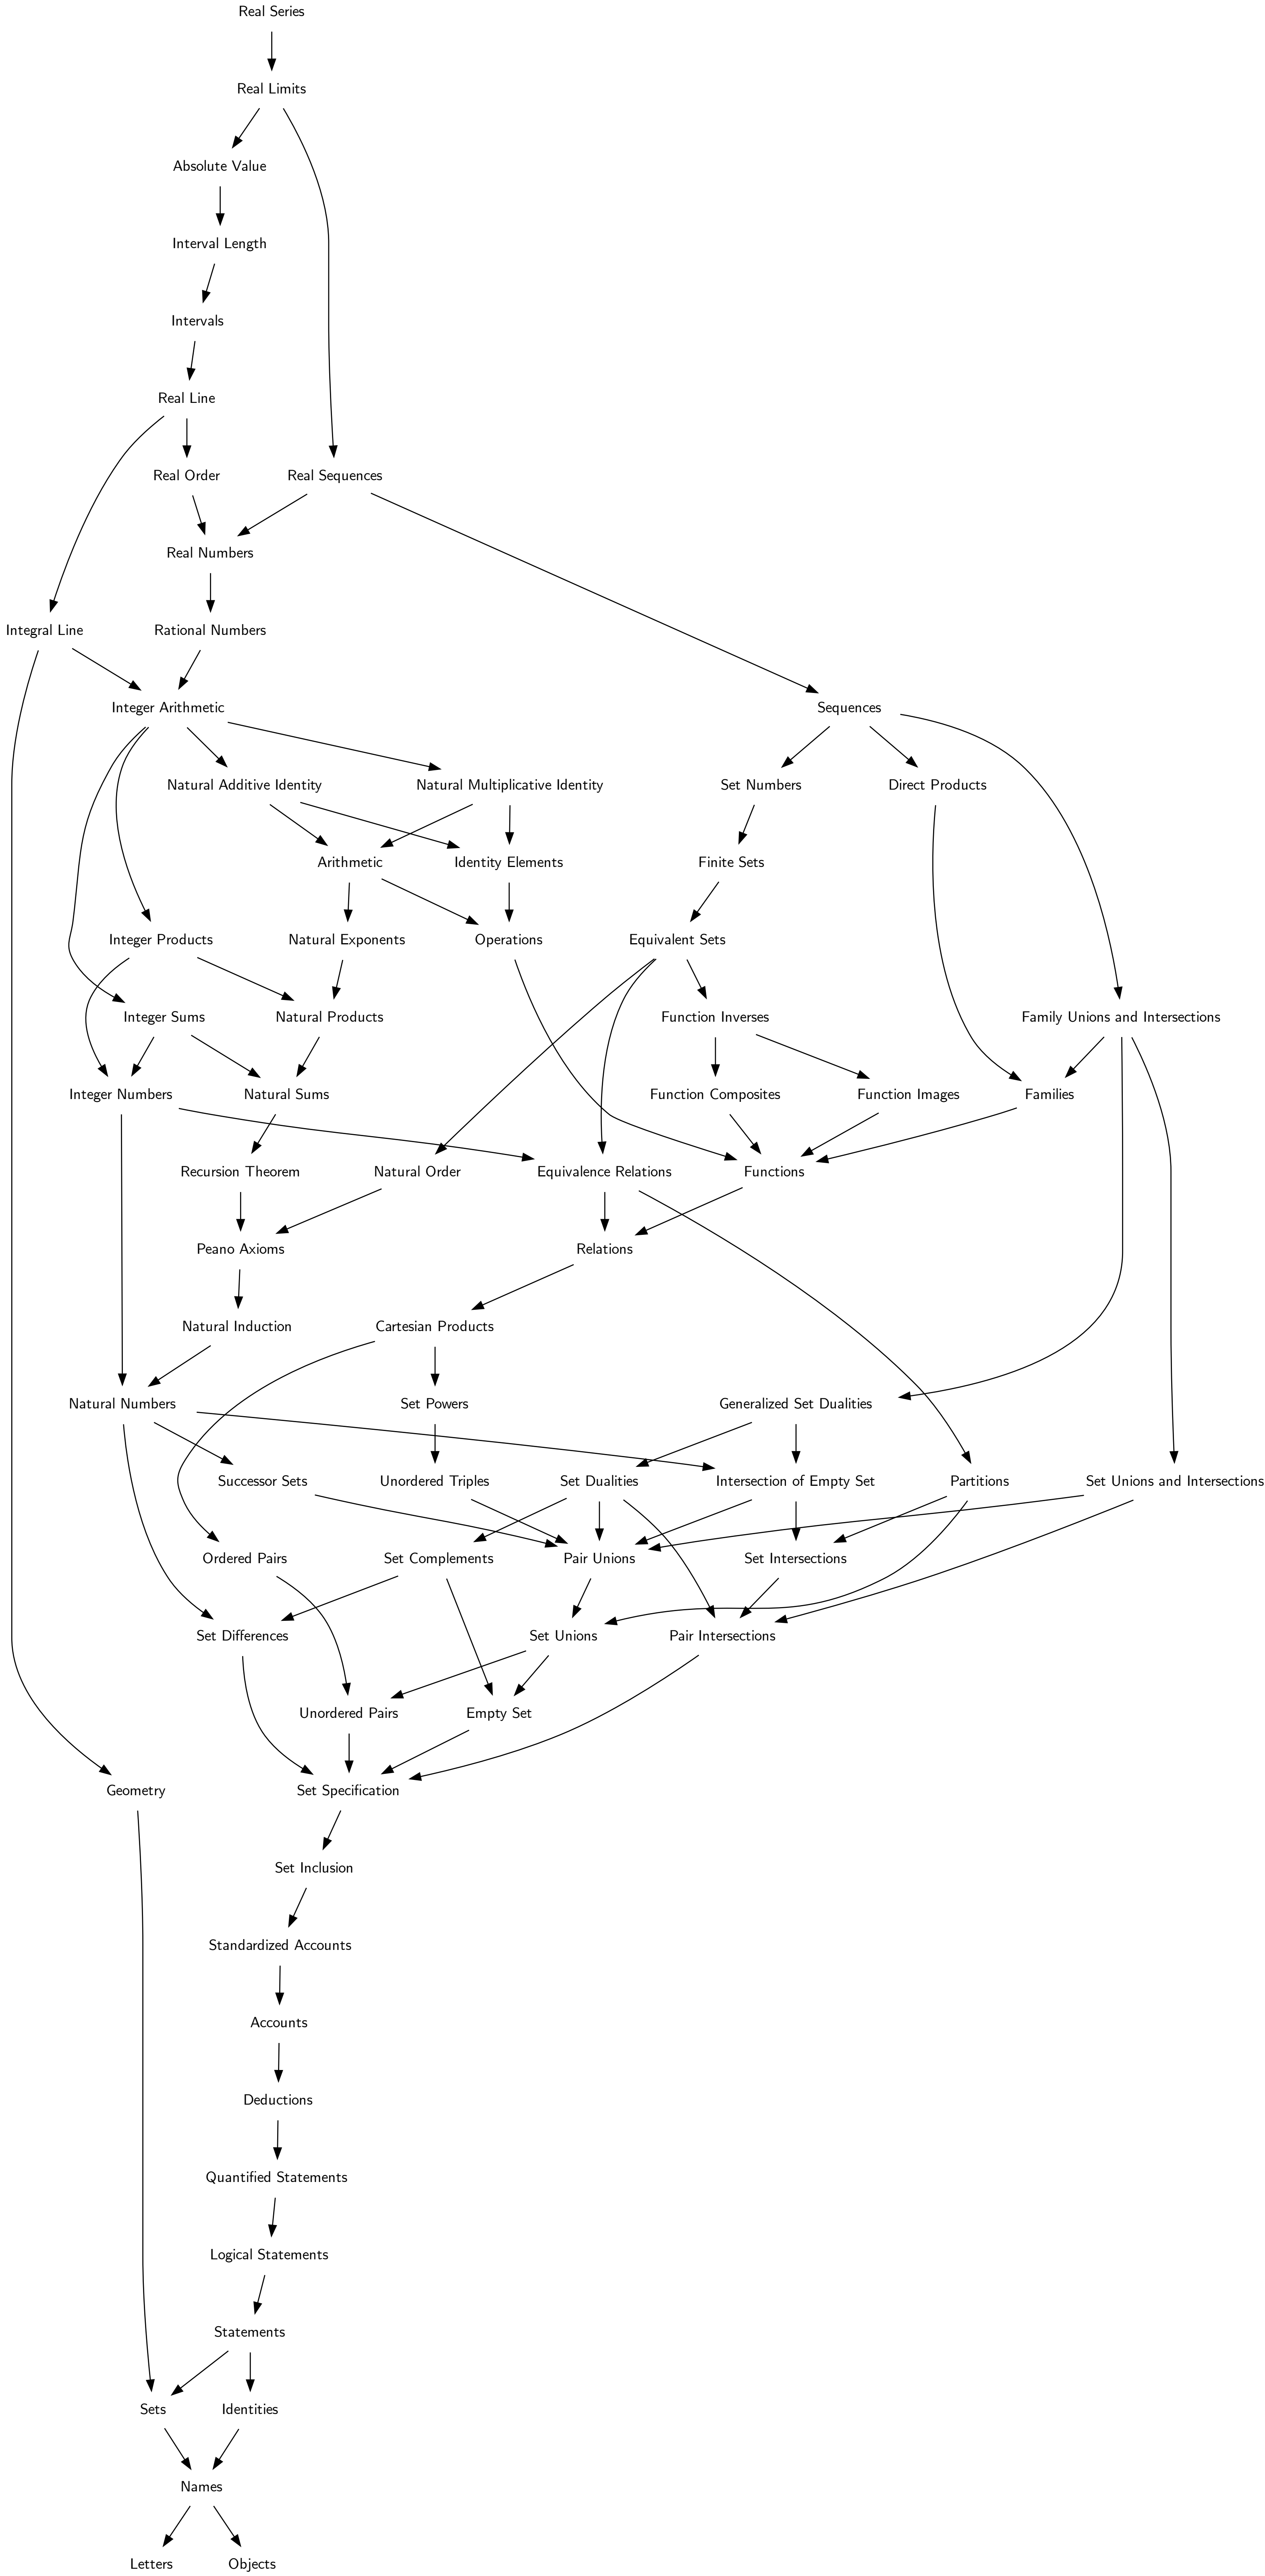 Real Series
Real Limits
Absolute Value
Interval Length
Intervals
Real Line
Real Order
Real Sequences
Real Numbers
Integral Line
Rational Numbers
Integer Arithmetic
Sequences
Natural Additive Identity
Natural Multiplicative Identity
Set Numbers
Direct Products
Arithmetic
Identity Elements
Finite Sets
Integer Products
Natural Exponents
Operations
Equivalent Sets
Integer Sums
Natural Products
Function Inverses
Family Unions and Intersections
Integer Numbers
Natural Sums
Function Composites
Function Images
Families
Recursion Theorem
Natural Order
Equivalence Relations
Functions
Peano Axioms
Relations
Natural Induction
Cartesian Products
Natural Numbers
Set Powers
Generalized Set Dualities
Successor Sets
Unordered Triples
Set Dualities
Intersection of Empty Set
Partitions
Set Unions and Intersections
Ordered Pairs
Set Complements
Pair Unions
Set Intersections
Set Differences
Set Unions
Pair Intersections
Unordered Pairs
Empty Set
Geometry
Set Specification
Set Inclusion
Standardized Accounts
Accounts
Deductions
Quantified Statements
Logical Statements
Statements
Sets
Identities
Names
Letters
Objects